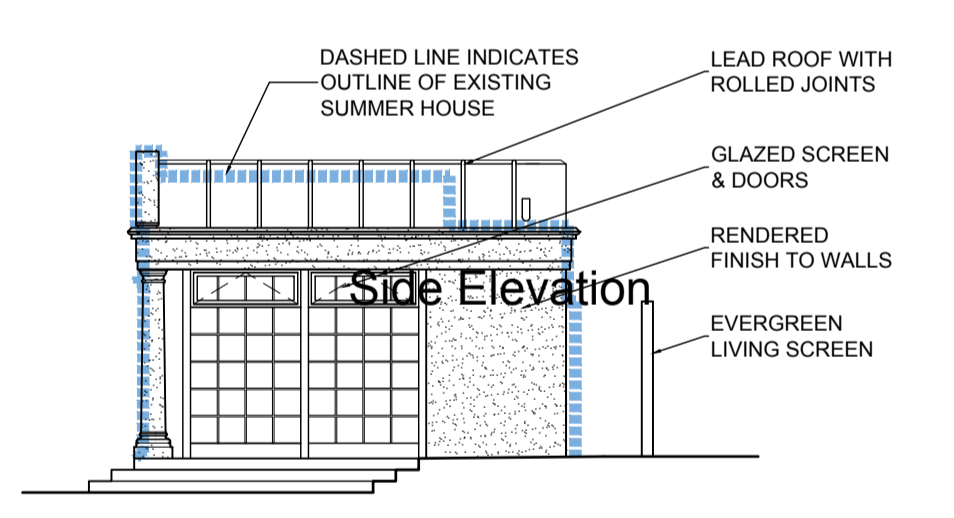 DASHED LINE INDICATES
OUTLINE OF EXISTING
SUMMER HOUSE
LEAD ROOF WITH
ROLLED JOINTS
GLAZED SCREEN
& DOORS
RENDERED
FINISH TO WALLS
Side Elevation
EVERGREEN
LIVING SCREEN